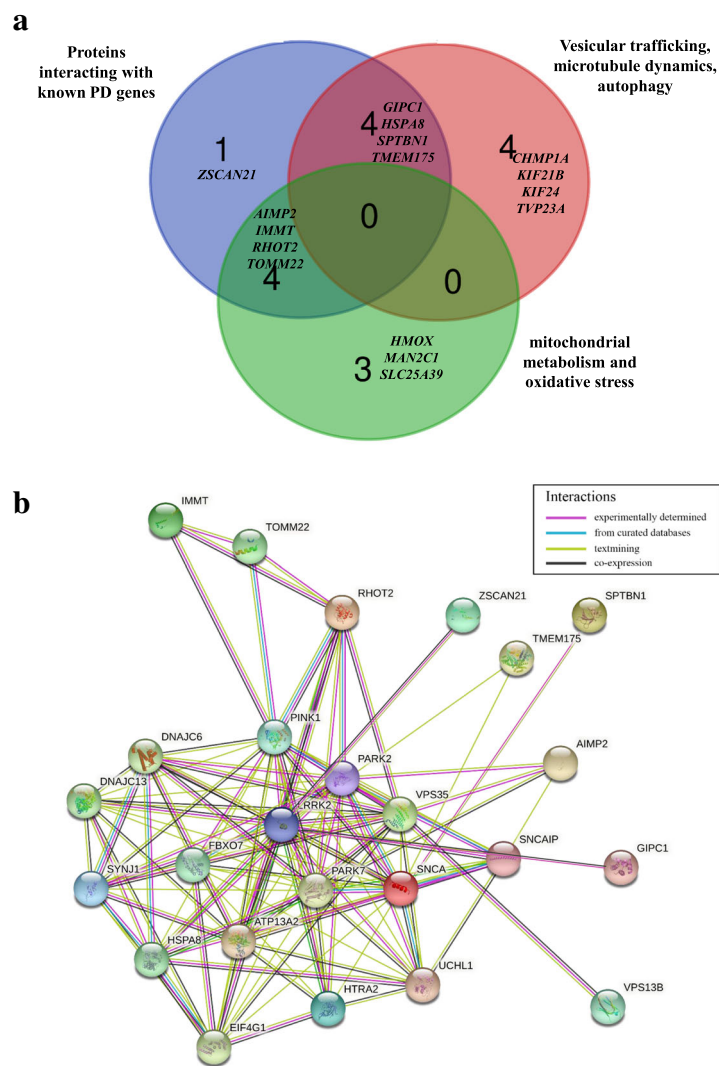 a
Proteins
interacting with
known PD genes
Vesicular trafficking,
microtubule dynamics,
autophagy
1
ZSCAN21
4
GIPC1
HSPA8
SPTBN1
TMEM175
4
CHMP1A
KIF21B
KIF24
TVP23A
AIMP2
IMMT
RHOT2
TOMM22
4
0
0
3
HMOX
MAN2C1
SLC25A39
mitochondrial
metabolism and
oxidative stress
b
Interactions
experimentally determined
from curated databases
textmining
co-expression
IMMT
TOMM22
RHOT2
ZSCAN21
SPTBN1
TMEM175
PINK1
DNAJC6
PARK2
AIMP2
DNAJC13
LRRK2
VPS35
SNCAIP
GIPC1
FBXO7
SYNJ1
PARK7
SNCA
ATP13A2
HSPA8
UCHL1
HTRA2
VPS13B
EIF4G1